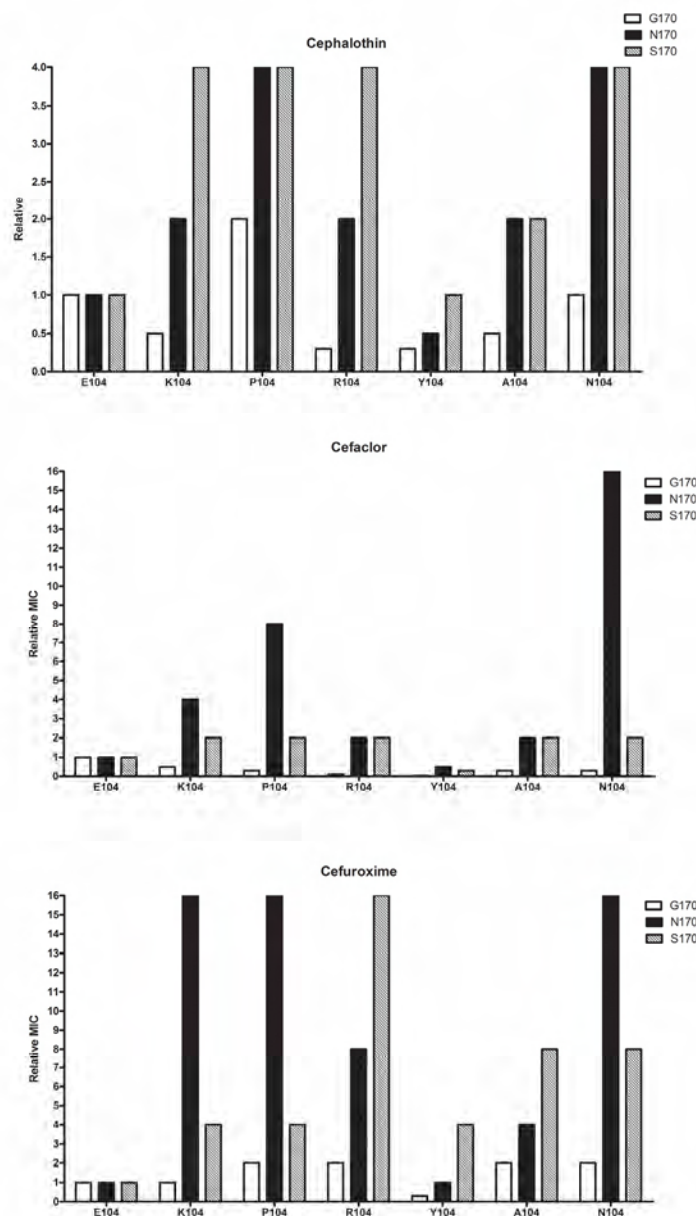 G170
N170
S170
Cephalothin
4.0
3.5
3.0
2.5
2.0
1.5
1.0
0.5
0.0
Relative
E104 K104 P104 R104 Y104 A104 N104
Cefaclor
G170
N170
S170
16
15
14
13
12
11
10
9
8
7
6
5
4
3
2
1
0
Relative MIC
E104 K104 P104 R104 Y104 A104 N104
Cefuroxime
G170
N170
S170
16
15
14
13
12
11
10
9
8
7
6
5
4
3
2
1
0
Relative MIC
E104 K104 P104 R104 Y104 A104 N104